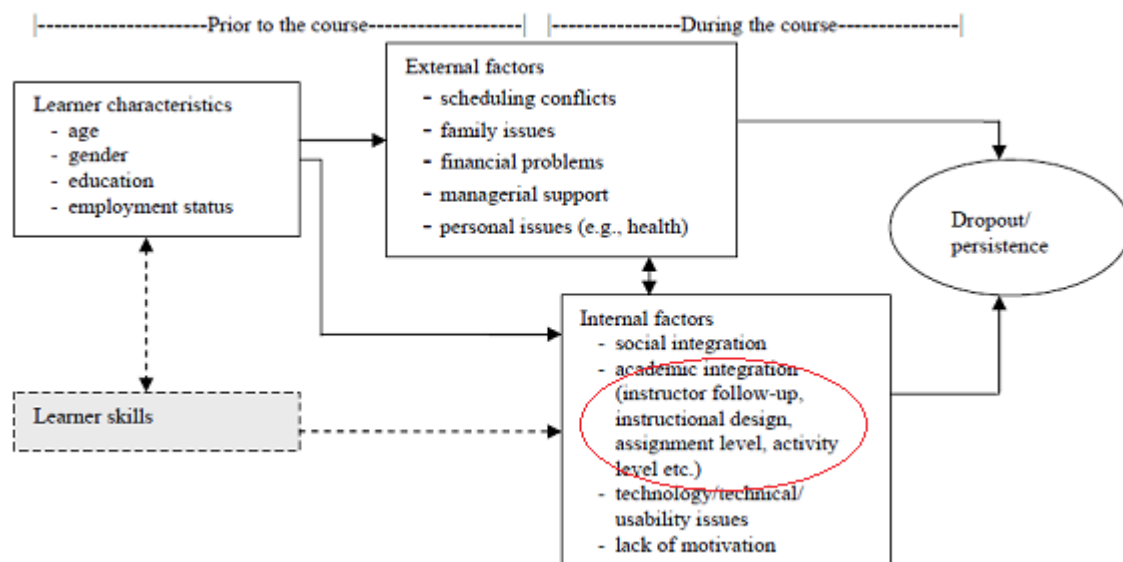 |----------------------Prior to the course--------------------| |-----------------During the course---------------|
External factors
- scheduling conflicts
- family issues
- financial problems
- managerial support
- personal issues (e.g., health)
Learner characteristics
- age
- gender
- education
- employment status
Dropout/
persistence
Internal factors
- social integration
- academic integration
(instructor follow-up,
instructional design,
assignment level, activity
level etc.)
- technology/technical/
usability issues
- lack of motivation
Learner skills